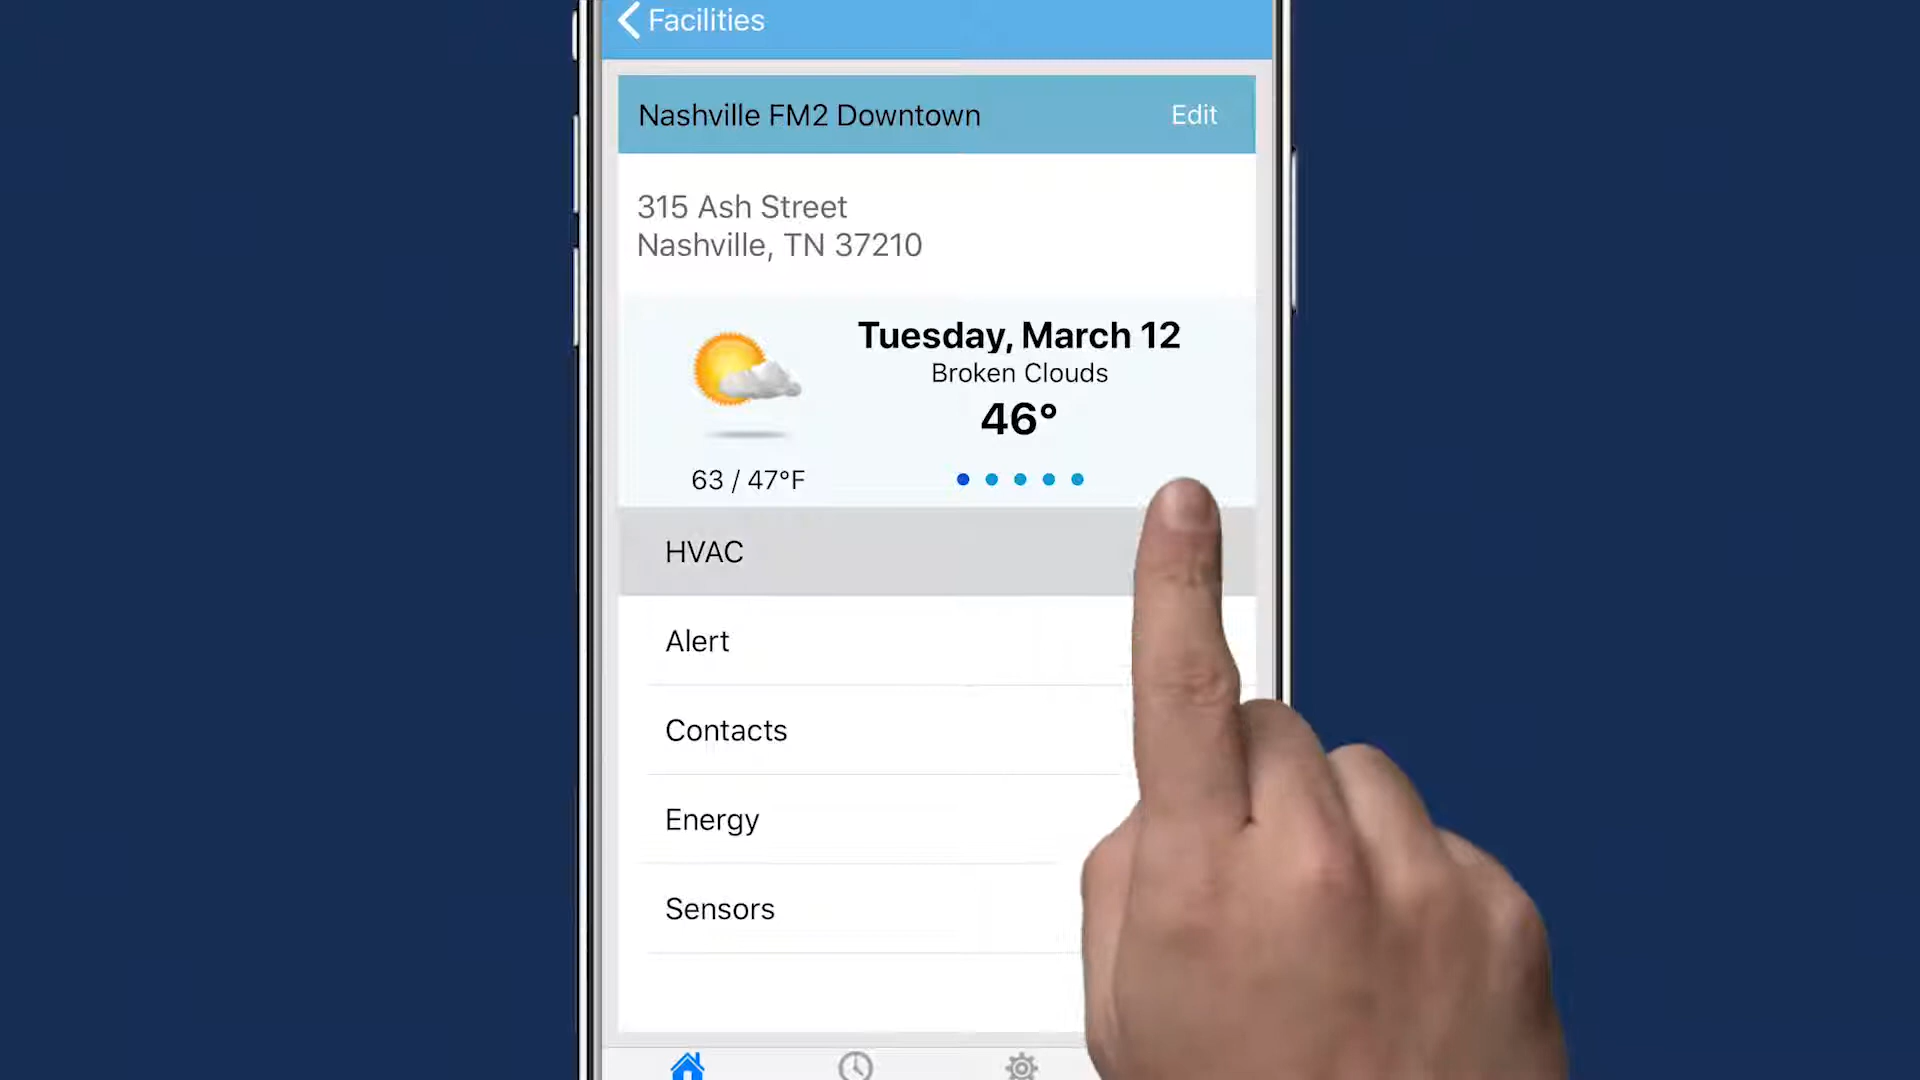 Facilities
Nashville FM2 Downtown
Edit
315 Ash Street
Nashville, TN 37210
Tuesday, March 12
Broken Clouds
46°
63 / 47°F
HVAC
Alert
Contacts
Energy
Sensors